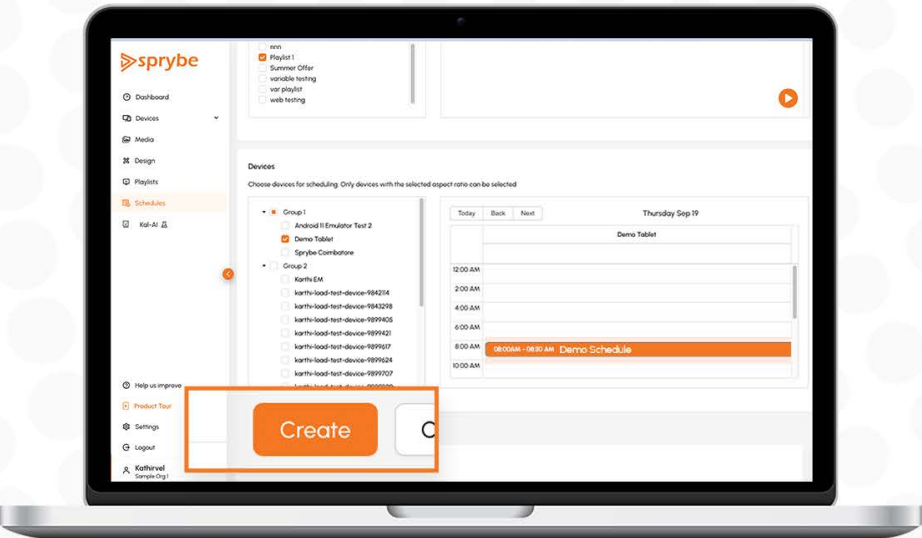 sprybe
Dashboard
Devices
Media
Design
Playlists
Schedules
Kal-AI
Help us improve
Product Tour
Settings
Logout
Kathirvel
Sample Org 1
nnn
Playlist 1
Summer Offer
variable testing
var playlist
web testing
Devices
Choose devices for scheduling. Only devices with the selected aspect ratio can be selected
Group 1
Android 11 Emulator Test 2
Demo Tablet
Sprybe Coimbatore
Group 2
Karthi EM
karthi-load-test-device-9842114
karthi-load-test-device-9843298
karthi-load-test-device-9899405
karthi-load-test-device-9899421
karthi-load-test-device-9899617
karthi-load-test-device-9899624
karthi-load-test-device-9899707
Today Back Next Thursday Sep 19
Demo Tablet
12:00 AM
2:00 AM
4:00 AM
6:00 AM
8:00 AM 08:00AM - 08:30 AM Demo Schedule
10:00 AM
Create